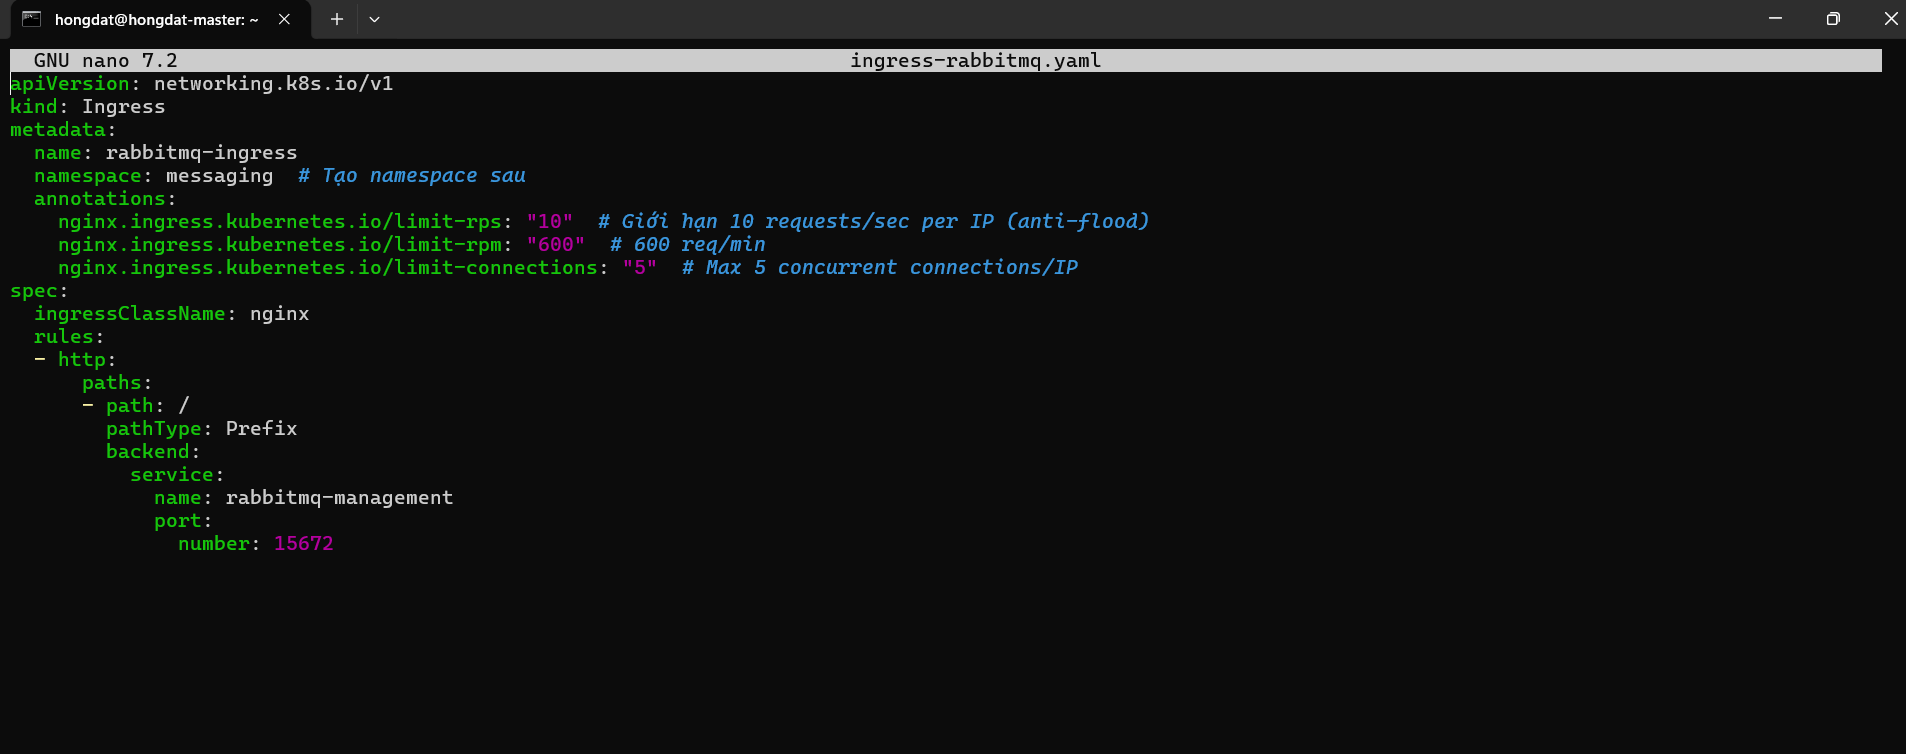 hongdat@hongdat-master: ~
GNU nano 7.2 ingress-rabbitmq.yaml
apiVersion: networking.k8s.io/v1
kind: Ingress
metadata:
  name: rabbitmq-ingress
  namespace: messaging  # Tạo namespace sau
  annotations:
    nginx.ingress.kubernetes.io/limit-rps: "10"  # Giới hạn 10 requests/sec per IP (anti-flood)
    nginx.ingress.kubernetes.io/limit-rpm: "600"  # 600 req/min
    nginx.ingress.kubernetes.io/limit-connections: "5"  # Max 5 concurrent connections/IP
spec:
  ingressClassName: nginx
  rules:
  - http:
      paths:
      - path: /
        pathType: Prefix
        backend:
          service:
            name: rabbitmq-management
            port:
              number: 15672